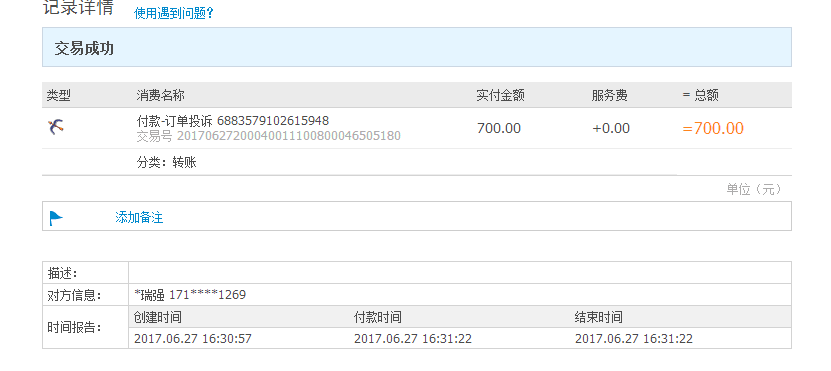 记录详情 使用遇到问题?
交易成功
类型 消费名称 实付金额 服务费 = 总额
付款-订单投诉 6883579102615948 700.00 +0.00 =700.00
交易号 20170627200040011100800046505180
分类：转账
单位（元）
添加备注
描述：
对方信息： *瑞强 171****1269
时间报告： 创建时间 付款时间 结束时间
2017.06.27 16:30:57 2017.06.27 16:31:22 2017.06.27 16:31:22